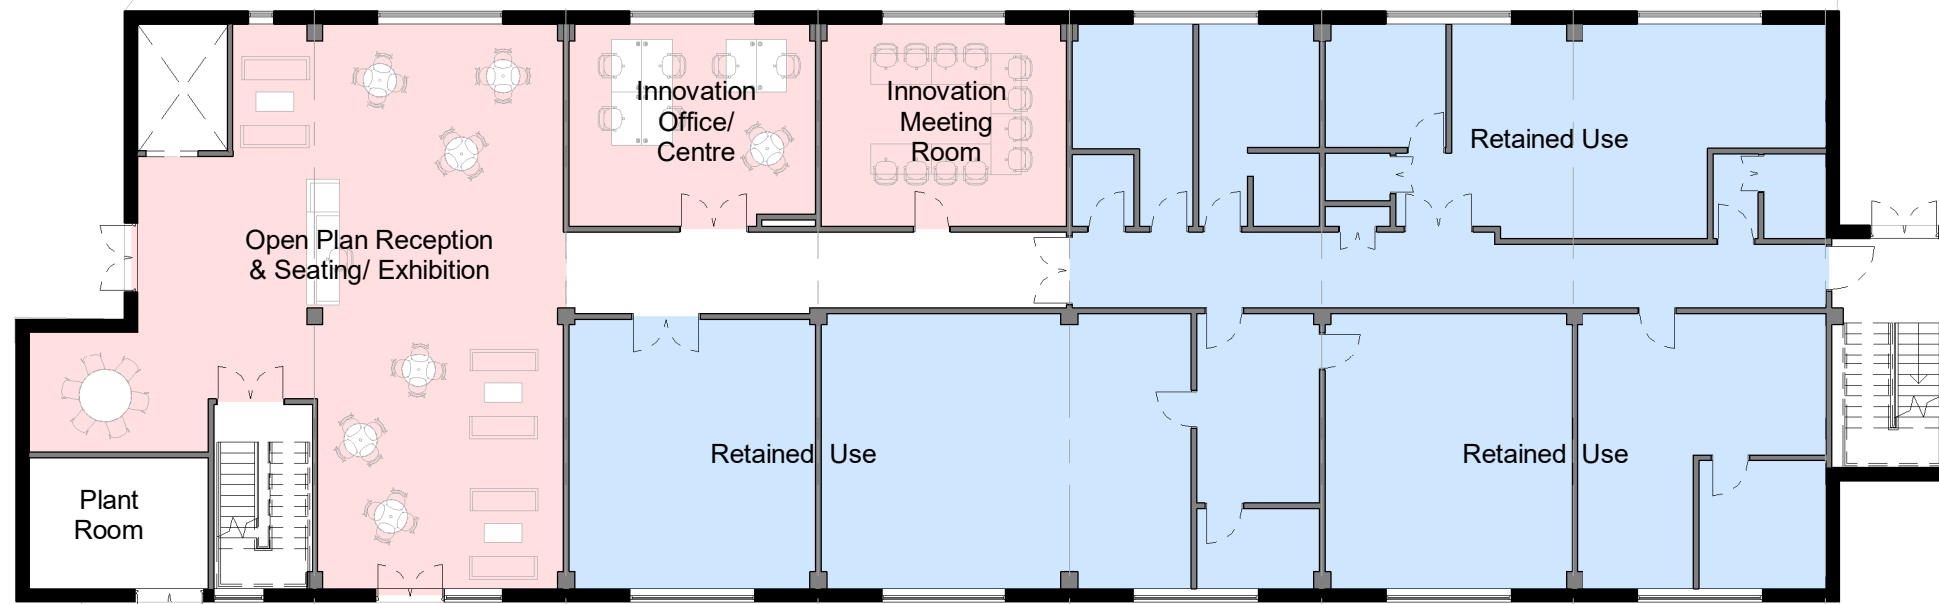 Innovation
Office/
Centre
Innovation
Meeting
Room
Retained Use
Open Plan Reception
& Seating/ Exhibition
Retained Use
Retained Use
Plant
Room